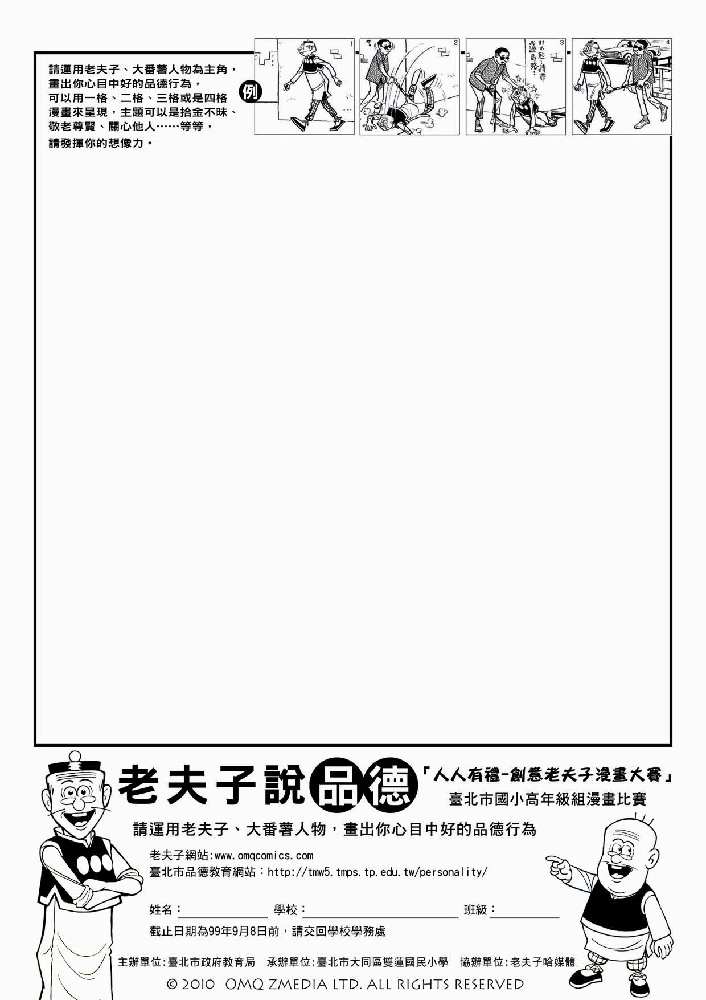 請運用老夫子、大番薯人物為主角，
畫出你心目中好的品德行為，
可以用一格、二格、三格或是四格
漫畫來呈現，主題可以是拾金不昧、
敬老尊賢、關心他人……等等，
請發揮你的想像力。
例
1
?
2
對不起！請帶
我過馬路！
3
4
老夫子說品德
「人人有禮-創意老夫子漫畫大賽」
臺北市國小高年級組漫畫比賽
請運用老夫子、大番薯人物，畫出你心目中好的品德行為
老夫子網站:www.omqcomics.com
臺北市品德教育網站：http://tmw5.tmps.tp.edu.tw/personality/
姓名： 學校： 班級：
截止日期為99年9月8日前，請交回學校學務處
主辦單位:臺北市政府教育局 承辦單位:臺北市大同區雙蓮國民小學 協辦單位:老夫子哈媒體
© 2010 OMQ ZMEDIA LTD. ALL RIGHTS RESERVED